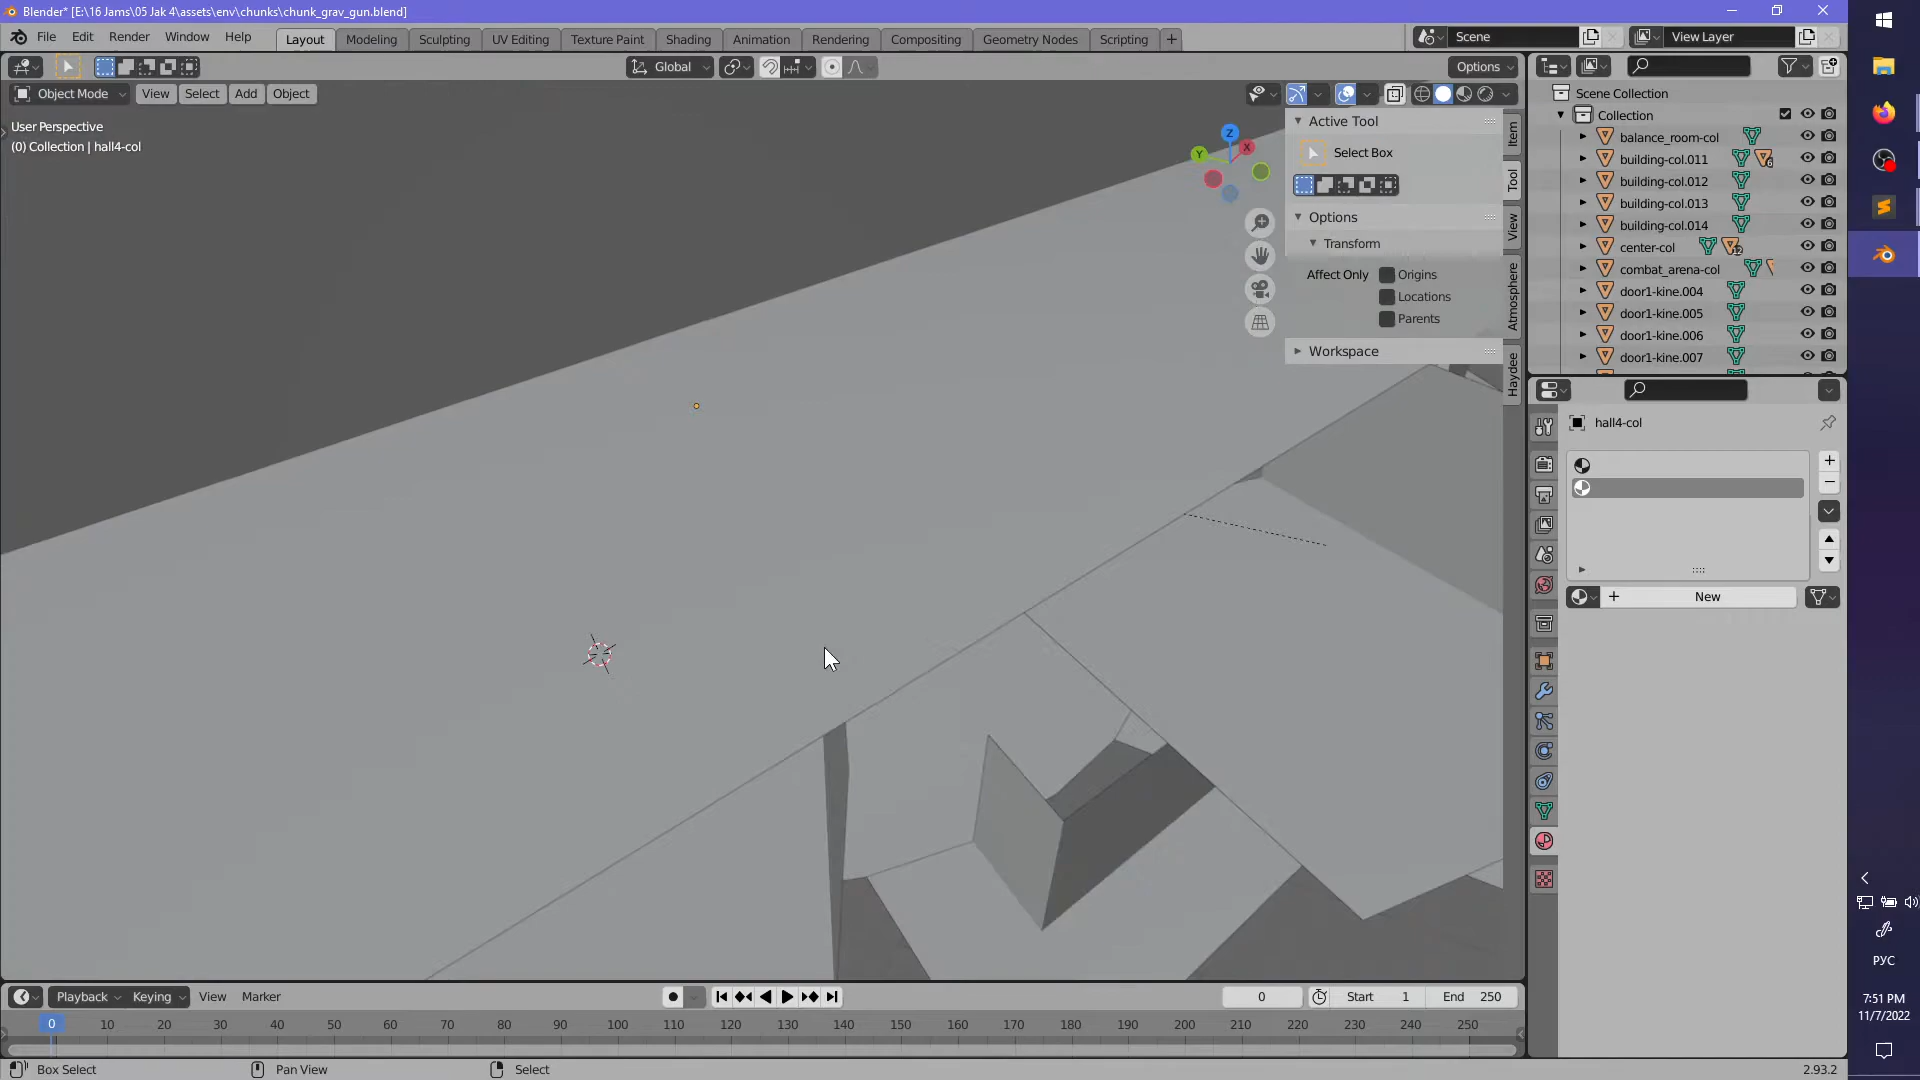 Blender* [E:\16 Jams\05 Jak 4\assets\env\chunks\chunk_grav_gun.blend]
File Edit Render Window Help Layout Modeling Sculpting UV Editing Texture Paint Shading Animation Rendering Compositing Geometry Nodes Scripting + Scene View Layer
Global Options
Object Mode View Select Add Object
User Perspective
(0) Collection | hall4-col
Z
Y
X
Active Tool
Select Box
Options
Transform
Affect Only Origins
Locations
Parents
Workspace
Item
Tool
View
Atmosphere
Haydee
Scene Collection
Collection
balance_room-col
building-col.011 6
building-col.012
building-col.013
building-col.014
center-col 12
combat_arena-col
door1-kine.004
door1-kine.005
door1-kine.006
door1-kine.007
hall4-col
New
Playback Keying View Marker 0 Start 1 End 250
0 10 20 30 40 50 60 70 80 90 100 110 120 130 140 150 160 170 180 190 200 210 220 230 240 250
Box Select Pan View Select 2.93.2
РУС
7:51 PM
11/7/2022